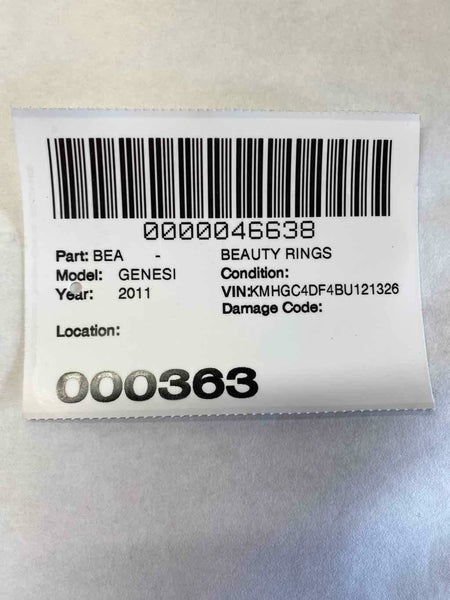 0000046638
Part: BEA - BEAUTY RINGS
Model: GENESI Condition:
Year: 2011 VIN:KMHGC4DF4BU121326
Damage Code:
Location:
000363